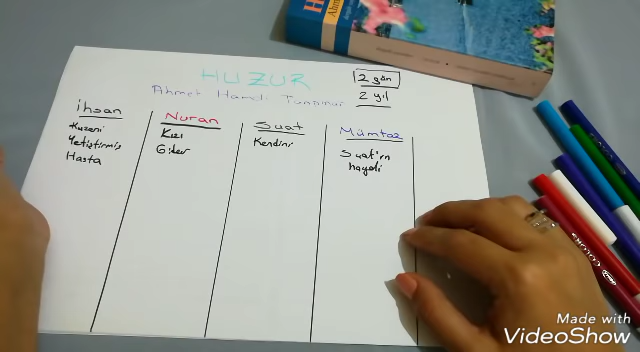 HUZUR
Ahmet Hamdi Tanpınar
2 gün
2 yıl
İhsan
Kuzeni
Yetiştirmiş
Hasta
Nuran
Kızı
Gider
Suat
Kendini
Mümtaz
Suat'ın
hayali
COLORS
Made with
VideoShow